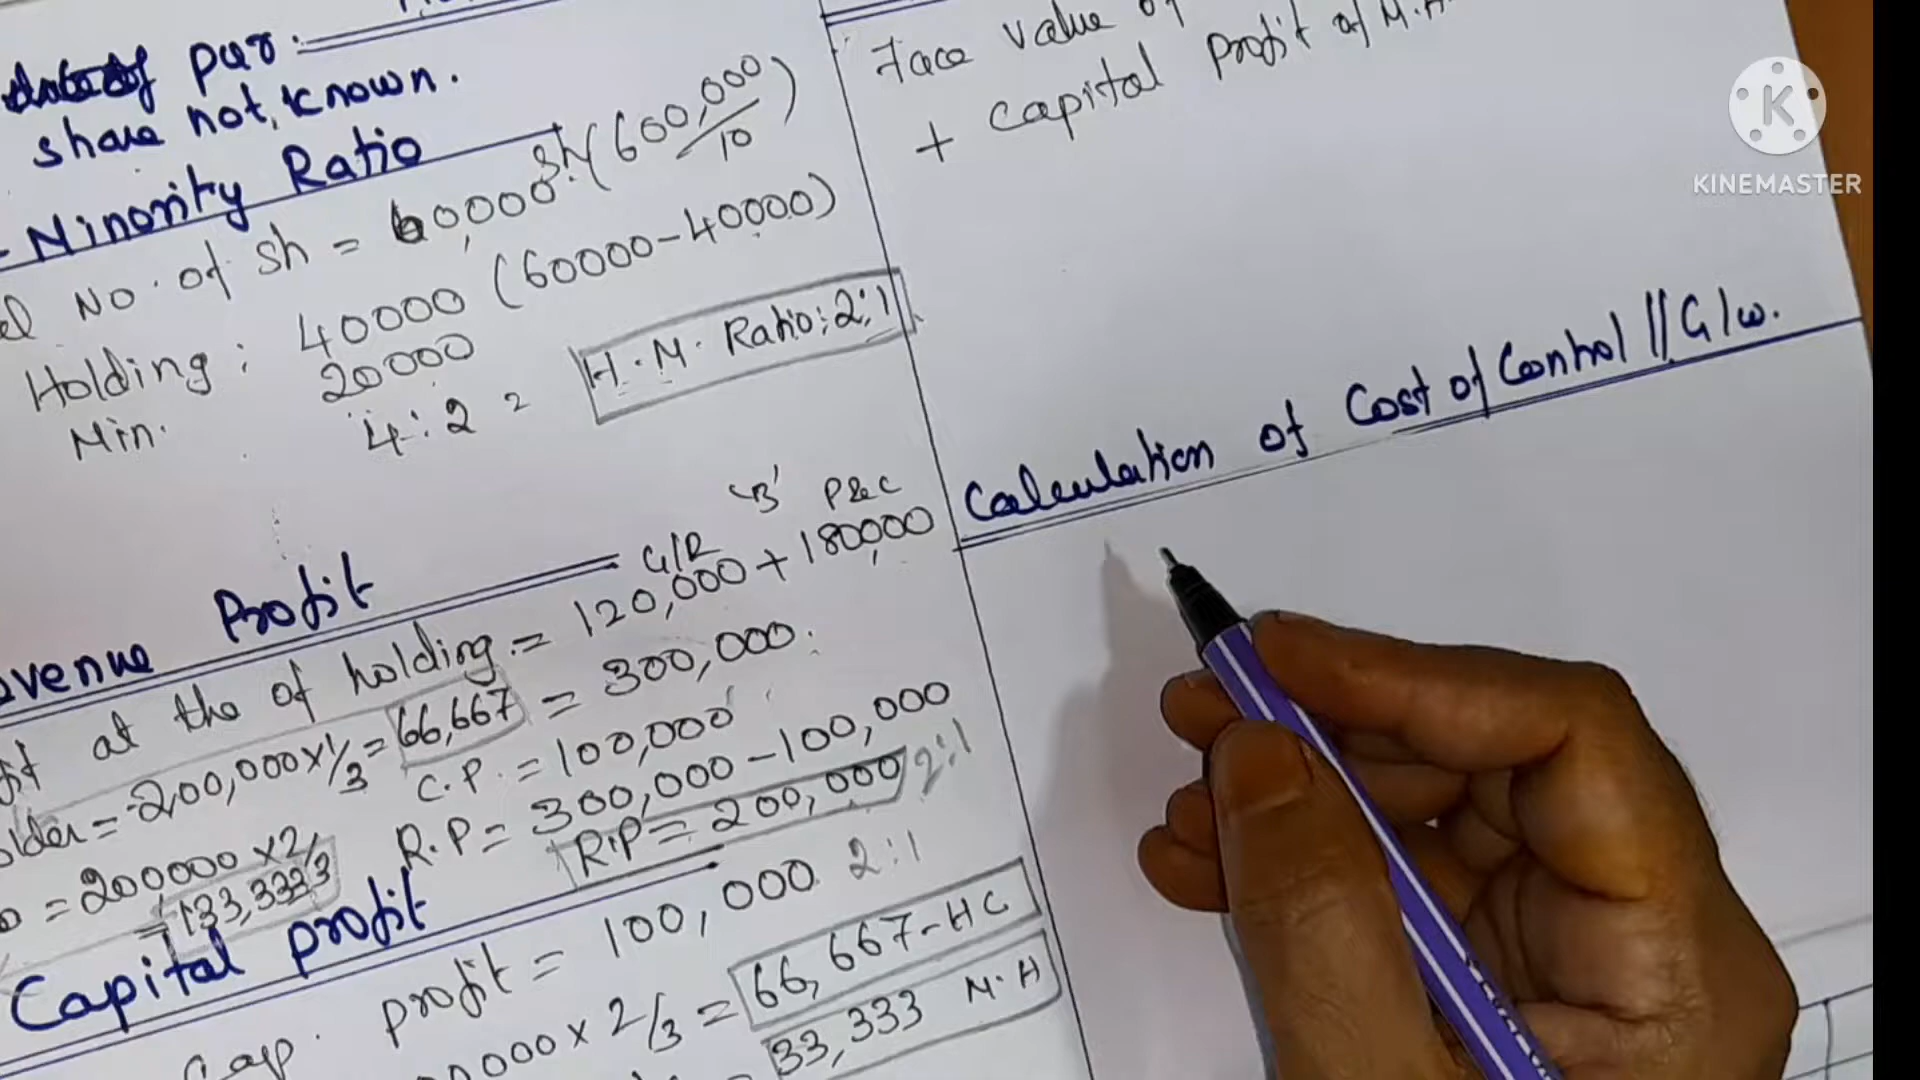 par.
share not known.
Minority Ratio
No. of Sh = 60,000 Sh (600,000/10)
Holding : 40000 (60000-40000)
Min. 20000
4:2 =
H.M. Ratio: 2:1
'B' P&C
G/R
Profit
at the of holding = 120,000 + 180,000
= 300,000
200,000 x 1/3 = 66,667
C.P. = 100,000
R.P = 300,000 - 100,000
R.P = 200,000 2:1
= 200,000 x 2/3
= 133,333
Capital profit
Cap. profit = 100,000 2:1
x 2/3 = 66,667 - HC
33,333 M.H
Face value of
+ Capital Profit of M.H.
Calculation of Cost of Control // G/w.
KINEMASTER